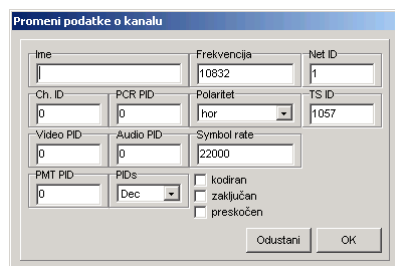 Promeni podatke o kanalu
Ime Frekvencija Net ID
10832 1
Ch. ID PCR PID Polaritet TS ID
0 0 hor 1057
Video PID Audio PID Symbol rate
0 0 22000
PMT PID PIDs kodiran
0 Dec zaključan
preskočen
Odustani OK